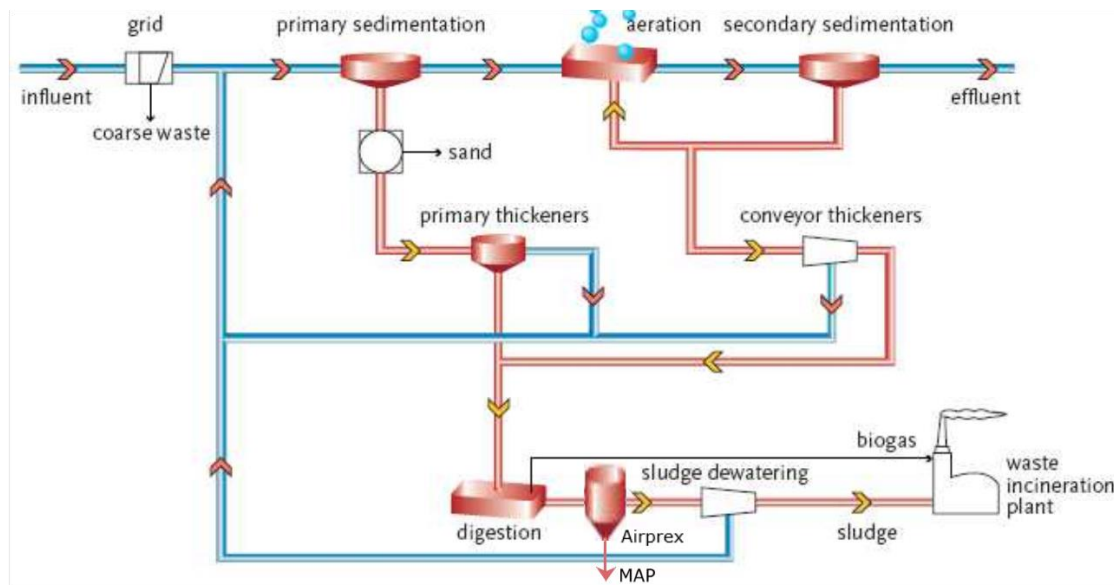 grid
primary sedimentation
aeration
secondary sedimentation
influent
effluent
coarse waste
sand
primary thickeners
conveyor thickeners
biogas
sludge dewatering
waste
incineration
plant
digestion
Airprex
sludge
MAP